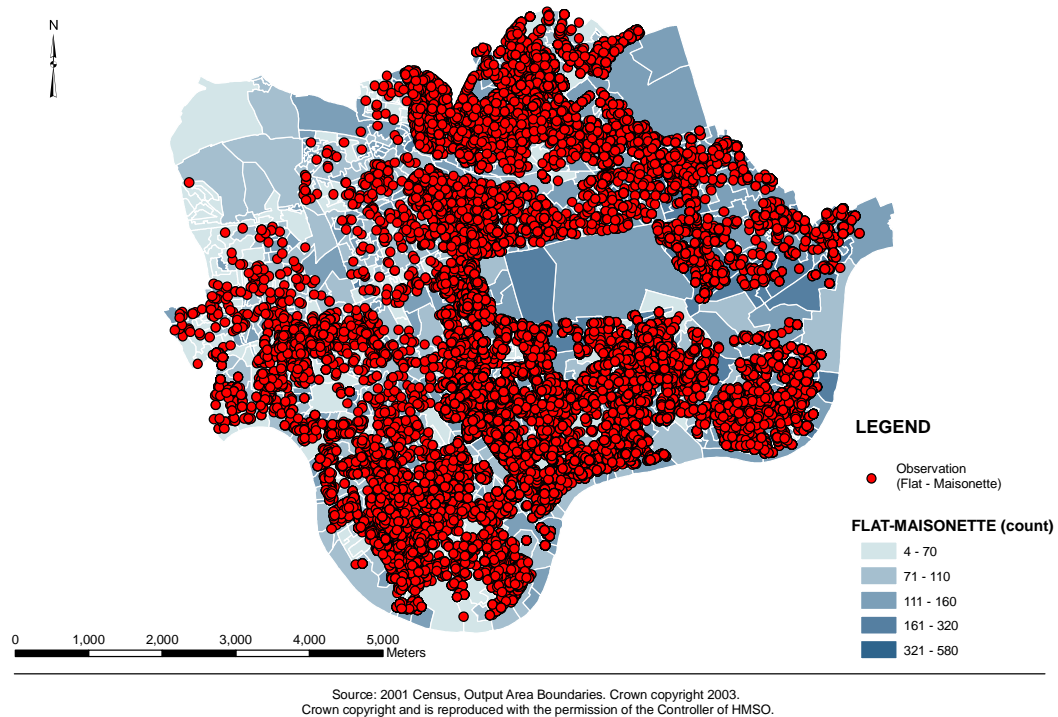 N
LEGEND
Observation
(Flat - Maisonette)
FLAT-MAISONETTE (count)
4 - 70
71 - 110
111 - 160
161 - 320
321 - 580
0 1,000 2,000 3,000 4,000 5,000
Meters
Source: 2001 Census, Output Area Boundaries. Crown copyright 2003.
Crown copyright and is reproduced with the permission of the Controller of HMSO.